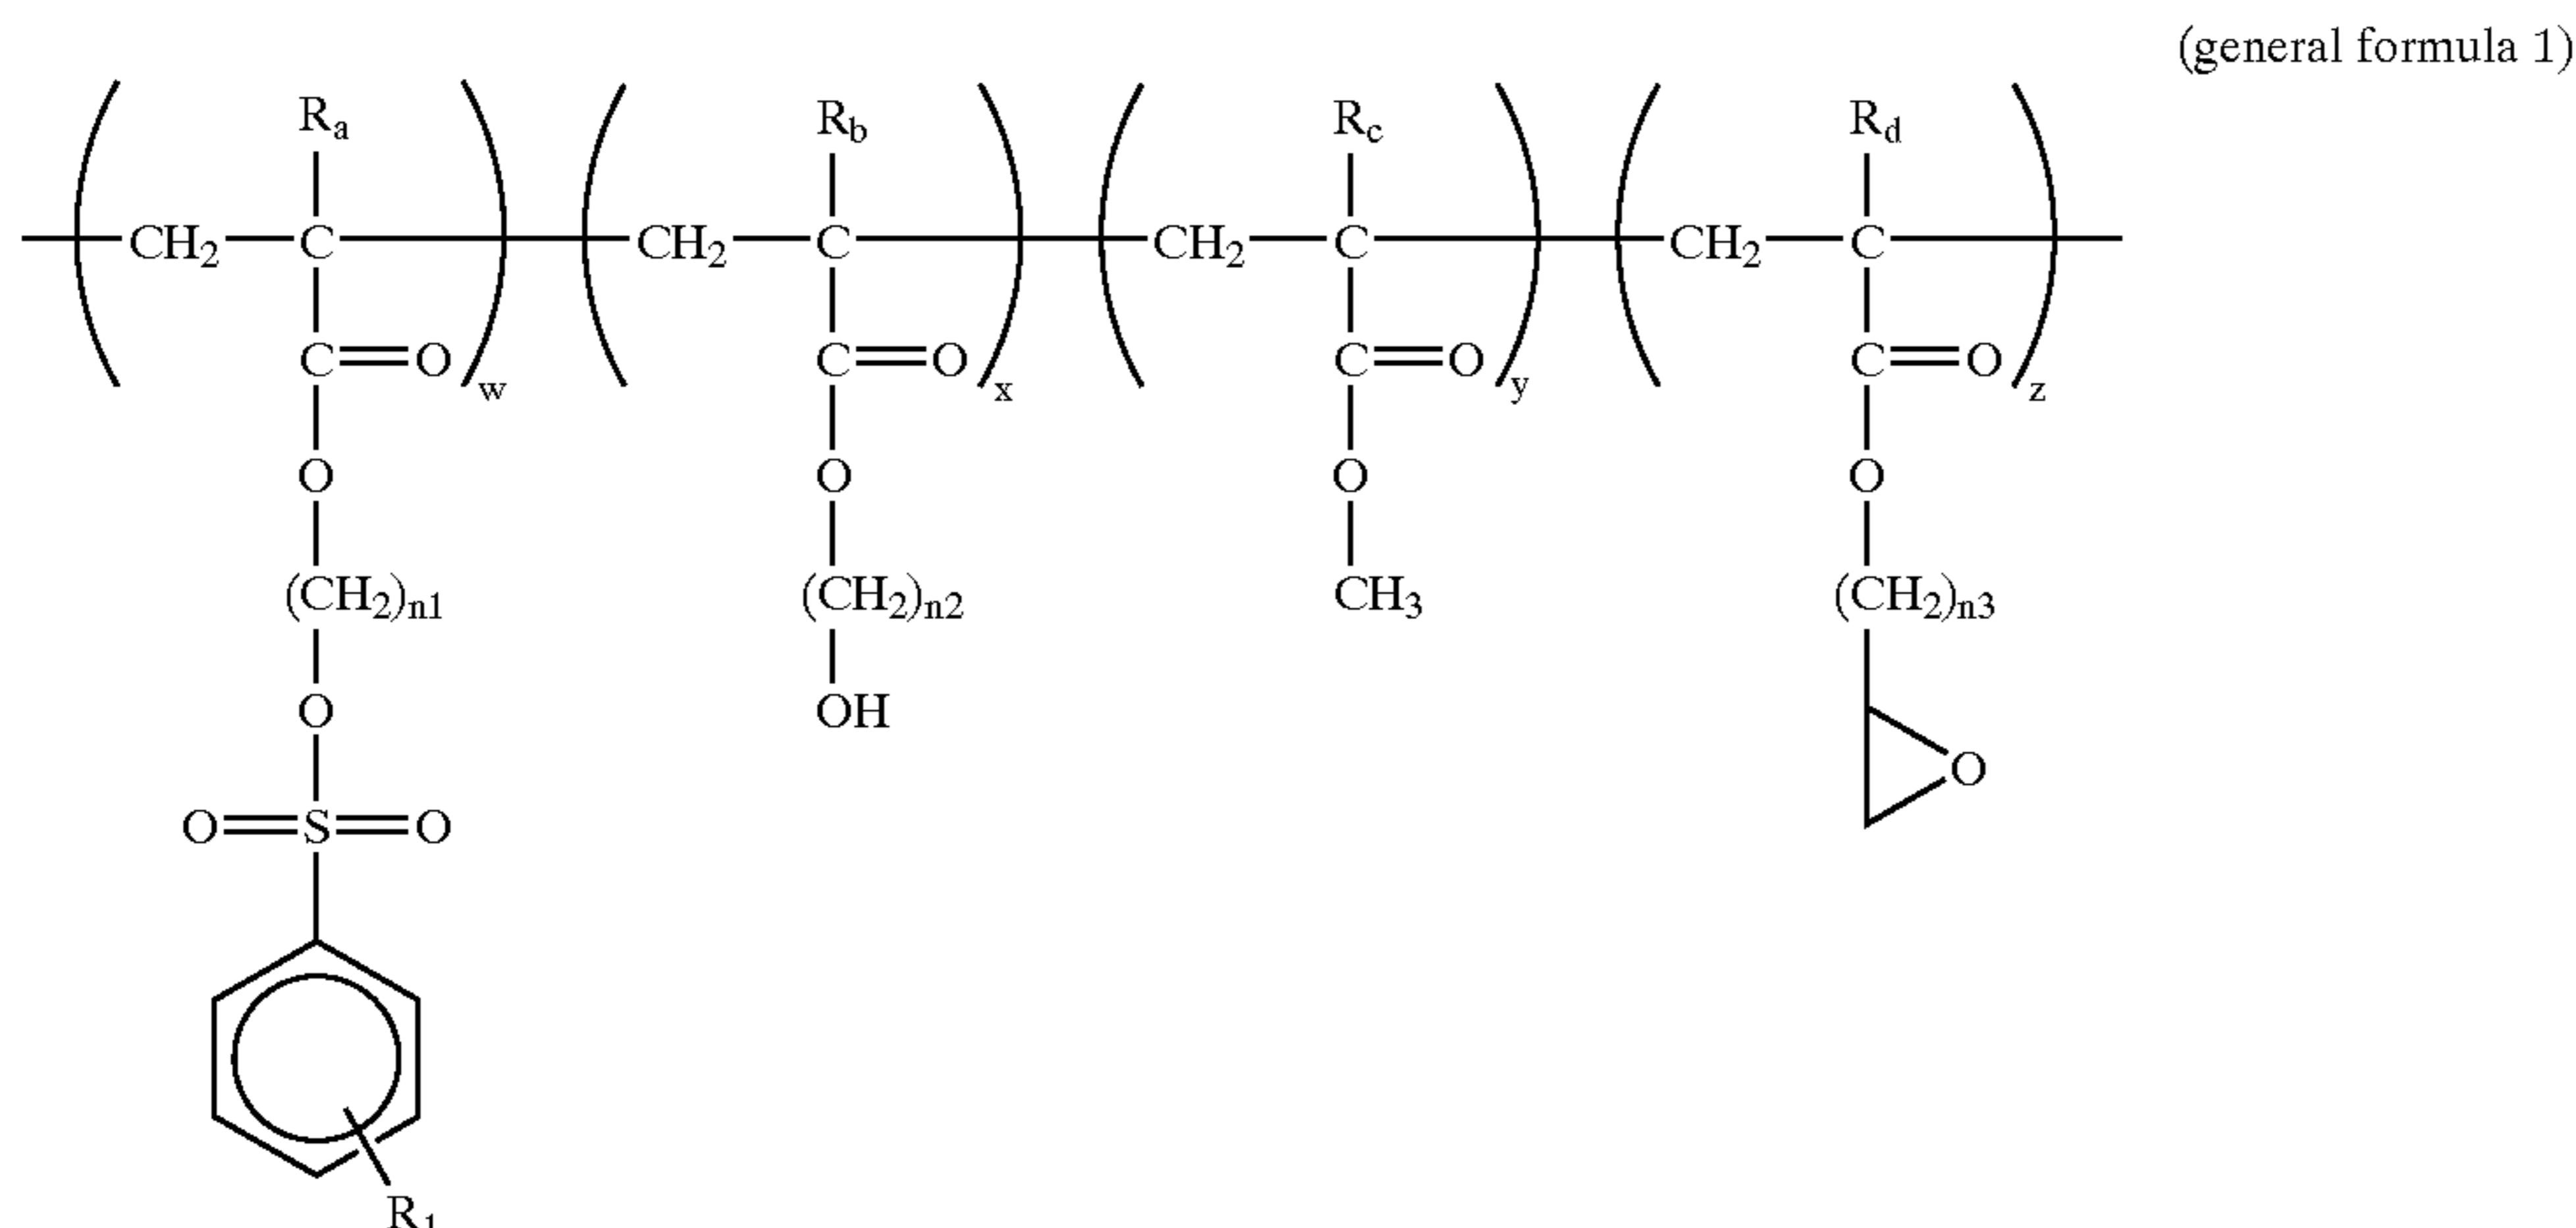 (general formula 1)
Ra Rb Rc Rd
CH2 C CH2 C CH2 C CH2 C
C=O w C=O x C=O y C=O z
O O O O
(CH2)n1 (CH2)n2 CH3 (CH2)n3
O OH
O
O=S=O
R1